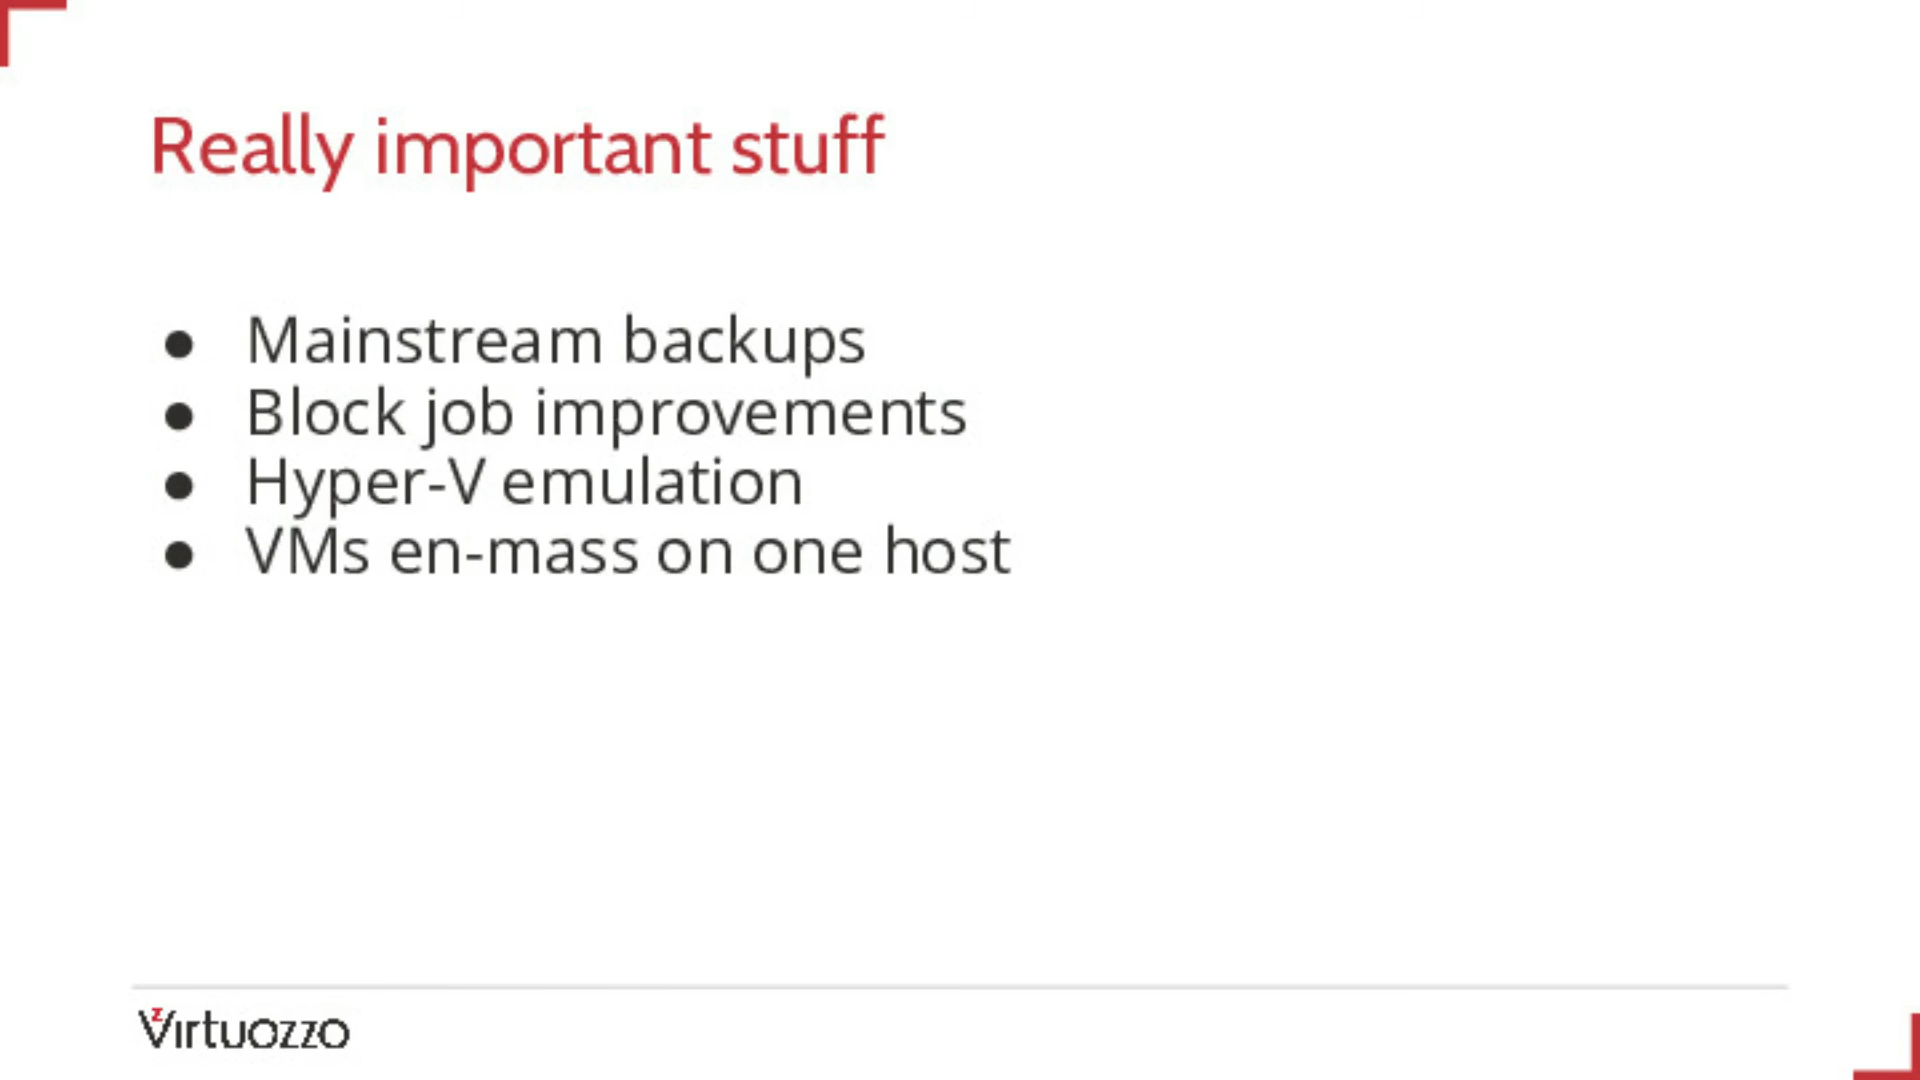 Really important stuff
● Mainstream backups
● Block job improvements
● Hyper-V emulation
● VMs en-mass on one host
Virtuozzo